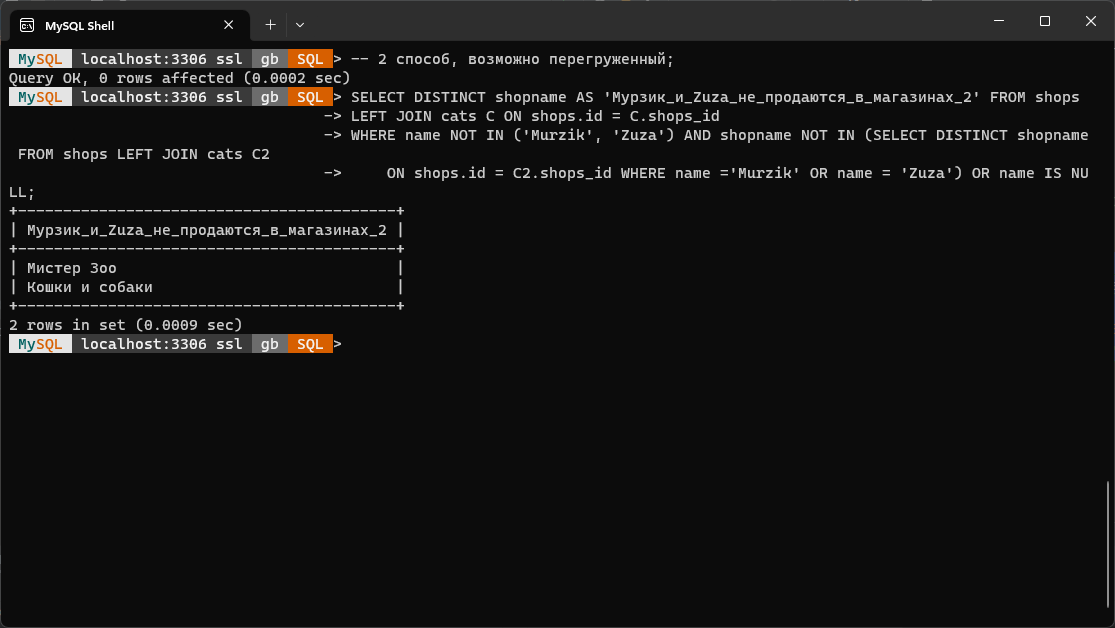 MySQL Shell
MySQL localhost:3306 ssl gb SQL > -- 2 способ, возможно перегруженный;
Query OK, 0 rows affected (0.0002 sec)
MySQL localhost:3306 ssl gb SQL > SELECT DISTINCT shopname AS 'Мурзик_и_Zuza_не_продаются_в_магазинах_2' FROM shops
-> LEFT JOIN cats C ON shops.id = C.shops_id
-> WHERE name NOT IN ('Murzik', 'Zuza') AND shopname NOT IN (SELECT DISTINCT shopname
FROM shops LEFT JOIN cats C2
-> ON shops.id = C2.shops_id WHERE name ='Murzik' OR name = 'Zuza') OR name IS NU
LL;
+------------------------------------------+
| Мурзик_и_Zuza_не_продаются_в_магазинах_2 |
+------------------------------------------+
| Мистер Зоо |
| Кошки и собаки |
+------------------------------------------+
2 rows in set (0.0009 sec)
MySQL localhost:3306 ssl gb SQL >